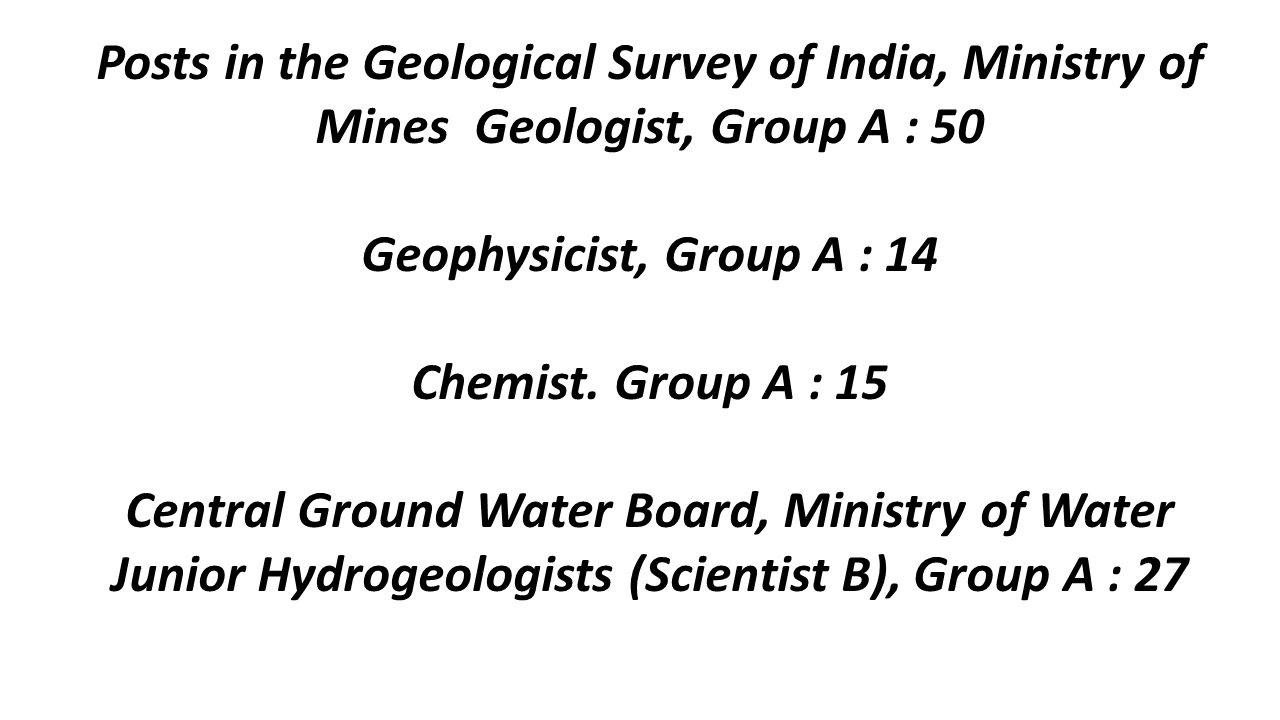 Posts in the Geological Survey of India, Ministry of
Mines  Geologist, Group A : 50
Geophysicist, Group A : 14
Chemist. Group A : 15
Central Ground Water Board, Ministry of Water
Junior Hydrogeologists (Scientist B), Group A : 27